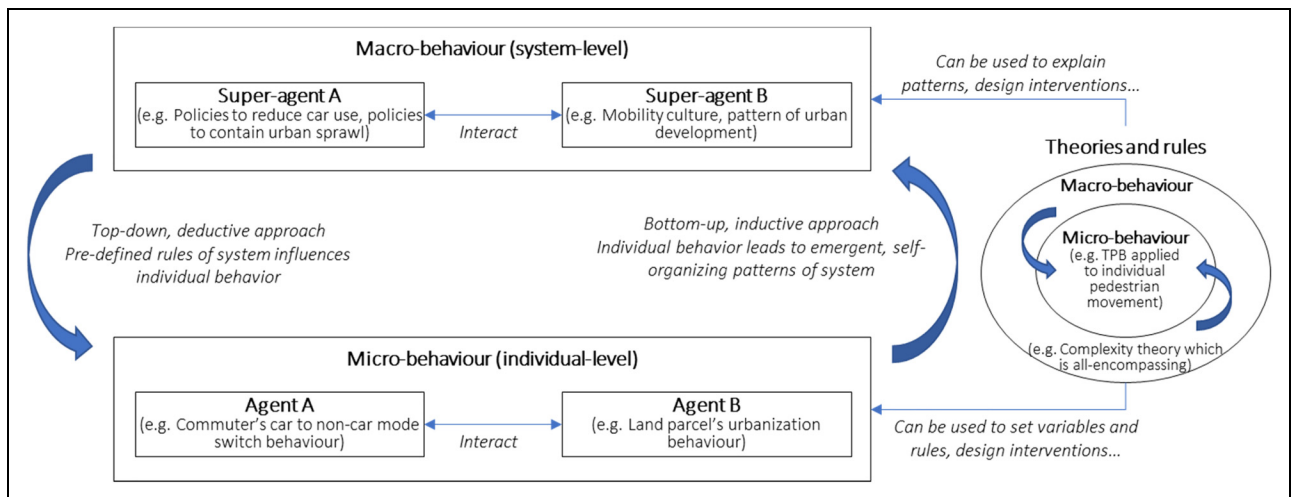 Macro-behaviour (system-level)
Super-agent A
(e.g. Policies to reduce car use, policies
to contain urban sprawl)
Interact
Super-agent B
(e.g. Mobility culture, pattern of urban
development)
Can be used to explain
patterns, design interventions…
Top-down, deductive approach
Pre-defined rules of system influences
individual behavior
Bottom-up, inductive approach
Individual behavior leads to emergent, self-
organizing patterns of system
Theories and rules
Macro-behaviour
Micro-behaviour
(e.g. TPB applied
to individual
pedestrian
movement)
(e.g. Complexity theory which
is all-encompassing)
Micro-behaviour (individual-level)
Agent A
(e.g. Commuter's car to non-car mode
switch behaviour)
Interact
Agent B
(e.g. Land parcel's urbanization
behaviour)
Can be used to set variables and
rules, design interventions…